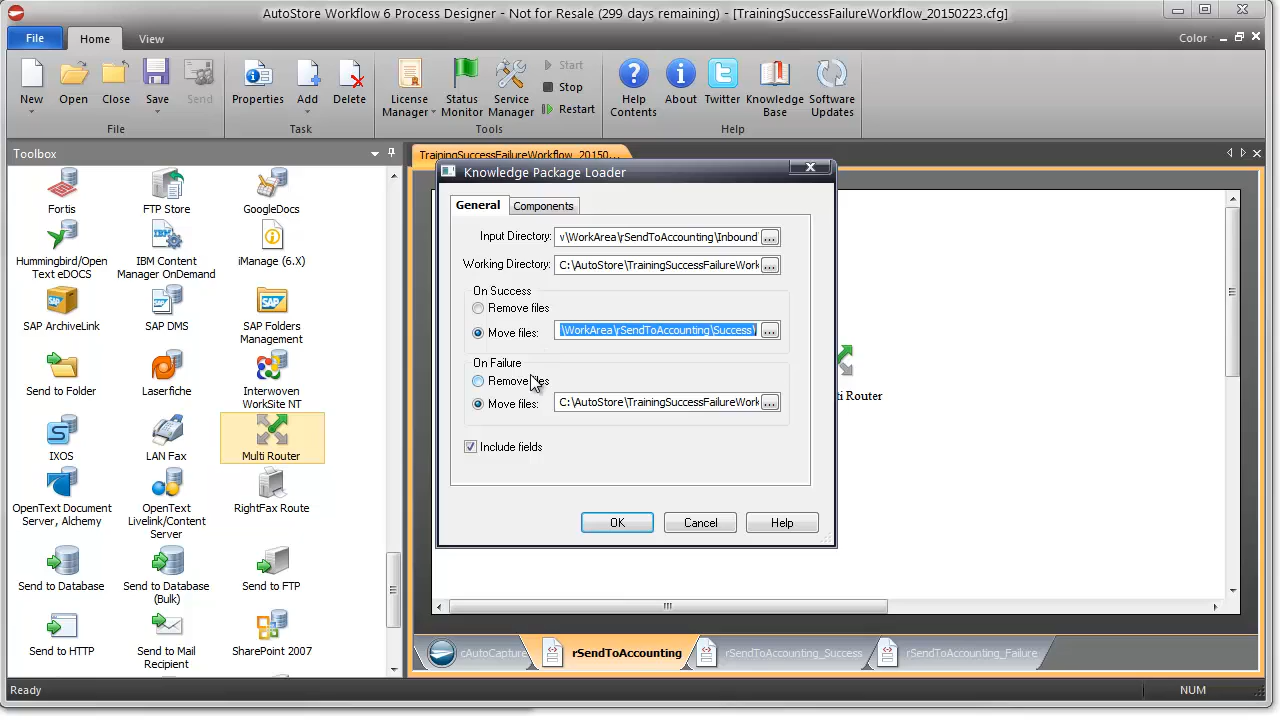 AutoStore Workflow 6 Process Designer - Not for Resale (299 days remaining) - [TrainingSuccessFailureWorkflow_20150223.cfg]
File
Home
View
Color
New
Open
Close
Save
Send
Properties
Add
Delete
License
Manager
Status
Monitor
Service
Manager
Start
Stop
Restart
Help
Contents
About
Twitter
Knowledge
Base
Software
Updates
File
Task
Tools
Help
Toolbox
TrainingSuccessFailureWorkflow_20150...
Fortis
FTP Store
GoogleDocs
Hummingbird/Open
Text eDOCS
IBM Content
Manager OnDemand
iManage (6.X)
SAP ArchiveLink
SAP DMS
SAP Folders
Management
Send to Folder
Laserfiche
Interwoven
WorkSite NT
IXOS
LAN Fax
Multi Router
OpenText Document
Server, Alchemy
OpenText
Livelink/Content
Server
RightFax Route
Send to Database
Send to Database
(Bulk)
Send to FTP
Send to HTTP
Send to Mail
Recipient
SharePoint 2007
Knowledge Package Loader
General
Components
Input Directory:
\WorkArea\rSendToAccounting\Inbound
...
Working Directory:
C:\AutoStore\TrainingSuccessFailureWork
...
On Success
Remove files
Move files:
\WorkArea\rSendToAccounting\Success\
...
On Failure
Remove files
Move files:
C:\AutoStore\TrainingSuccessFailureWork
...
Include fields
OK
Cancel
Help
ti Router
cAutoCapture
rSendToAccounting
rSendToAccounting_Success
rSendToAccounting_Failure
Ready
NUM